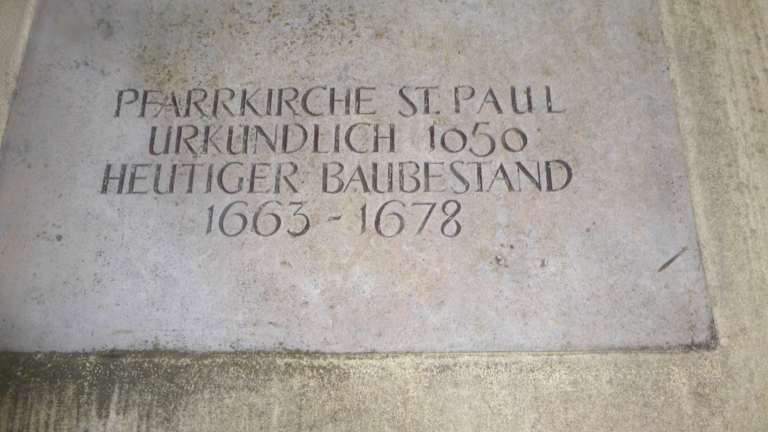 PFARRKIRCHE ST. PAUL
URKUNDLICH 1050
HEUTIGER BAUBESTAND
1663 - 1678